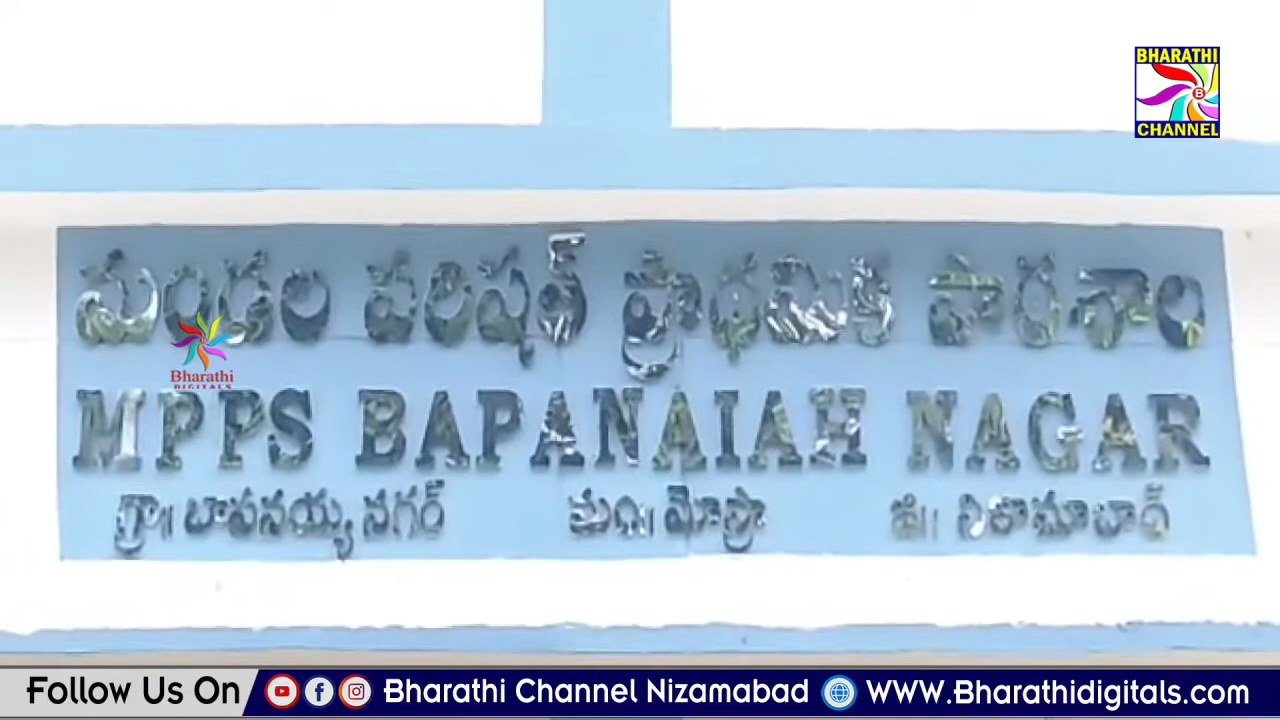 BHARATHI
CHANNEL
మండల పరిషత్ ప్రాథమిక పాఠశాల
Bharathi
DIGITALS
MPPS BAPANAIAH NAGAR
గ్రా॥ బాపనయ్య నగర్ మం॥ మోస్రా జి॥ నిజామాబాద్
Follow Us On Bharathi Channel Nizamabad WWW.Bharathidigitals.com